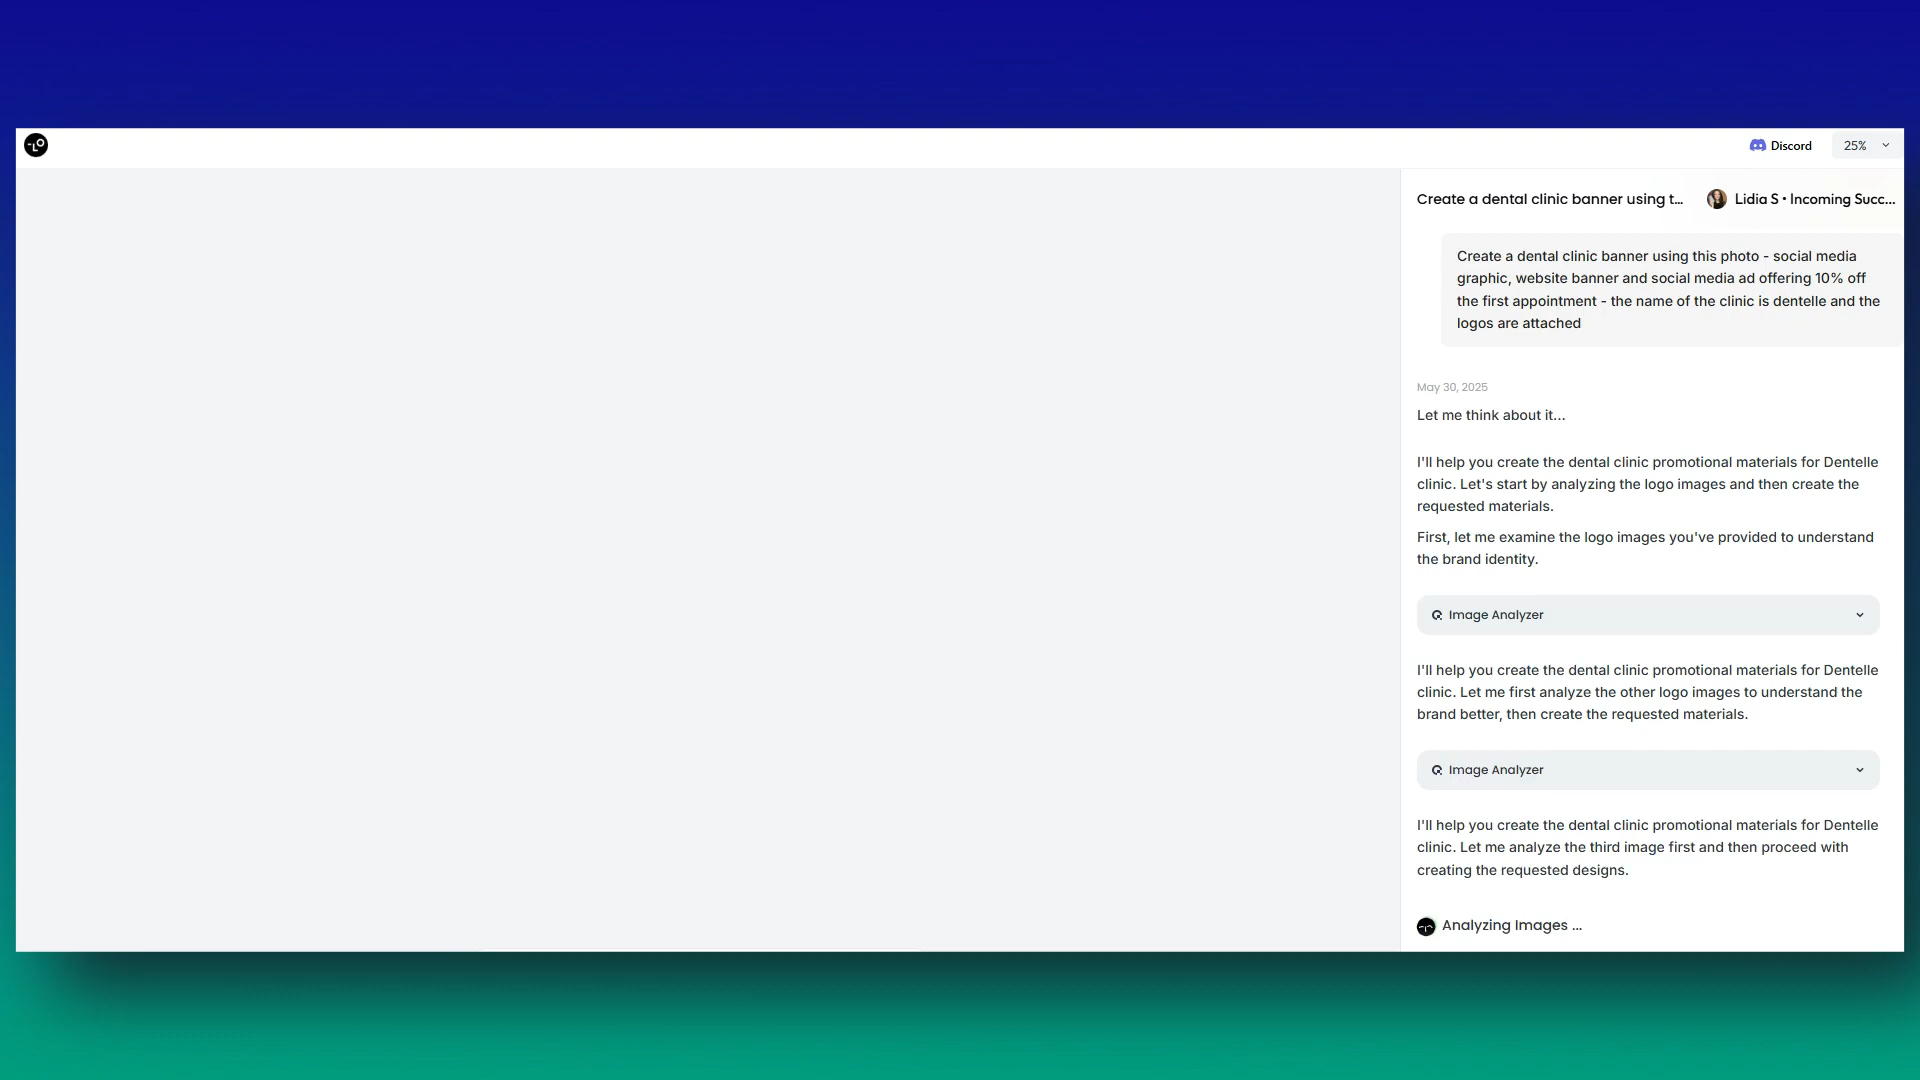 Discord
25%
Create a dental clinic banner using t...
Lidia S • Incoming Succ...
Create a dental clinic banner using this photo - social media
graphic, website banner and social media ad offering 10% off
the first appointment - the name of the clinic is dentelle and the
logos are attached
May 30, 2025
Let me think about it...
I'll help you create the dental clinic promotional materials for Dentelle
clinic. Let's start by analyzing the logo images and then create the
requested materials.
First, let me examine the logo images you've provided to understand
the brand identity.
Image Analyzer
I'll help you create the dental clinic promotional materials for Dentelle
clinic. Let me first analyze the other logo images to understand the
brand better, then create the requested materials.
Image Analyzer
I'll help you create the dental clinic promotional materials for Dentelle
clinic. Let me analyze the third image first and then proceed with
creating the requested designs.
Analyzing Images ...